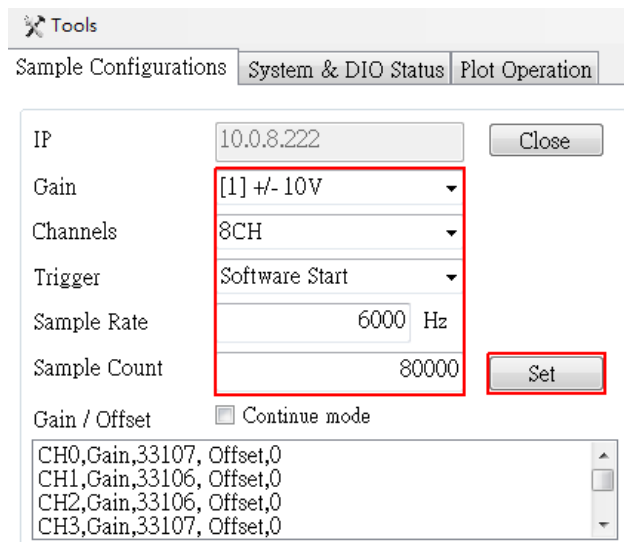 Tools
Sample Configurations System & DIO Status Plot Operation
IP 10.0.8.222 Close
Gain [1] +/- 10V
Channels 8CH
Trigger Software Start
Sample Rate 6000 Hz
Sample Count 80000 Set
Gain / Offset Continue mode
CH0,Gain,33107, Offset,0
CH1,Gain,33106, Offset,0
CH2,Gain,33106, Offset,0
CH3,Gain,33107, Offset,0